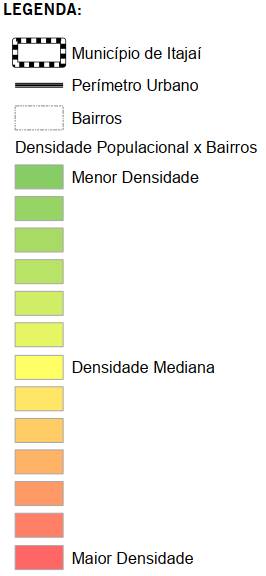 LEGENDA:
Município de Itajaí
Perímetro Urbano
Bairros
Densidade Populacional x Bairros
Menor Densidade
Densidade Mediana
Maior Densidade